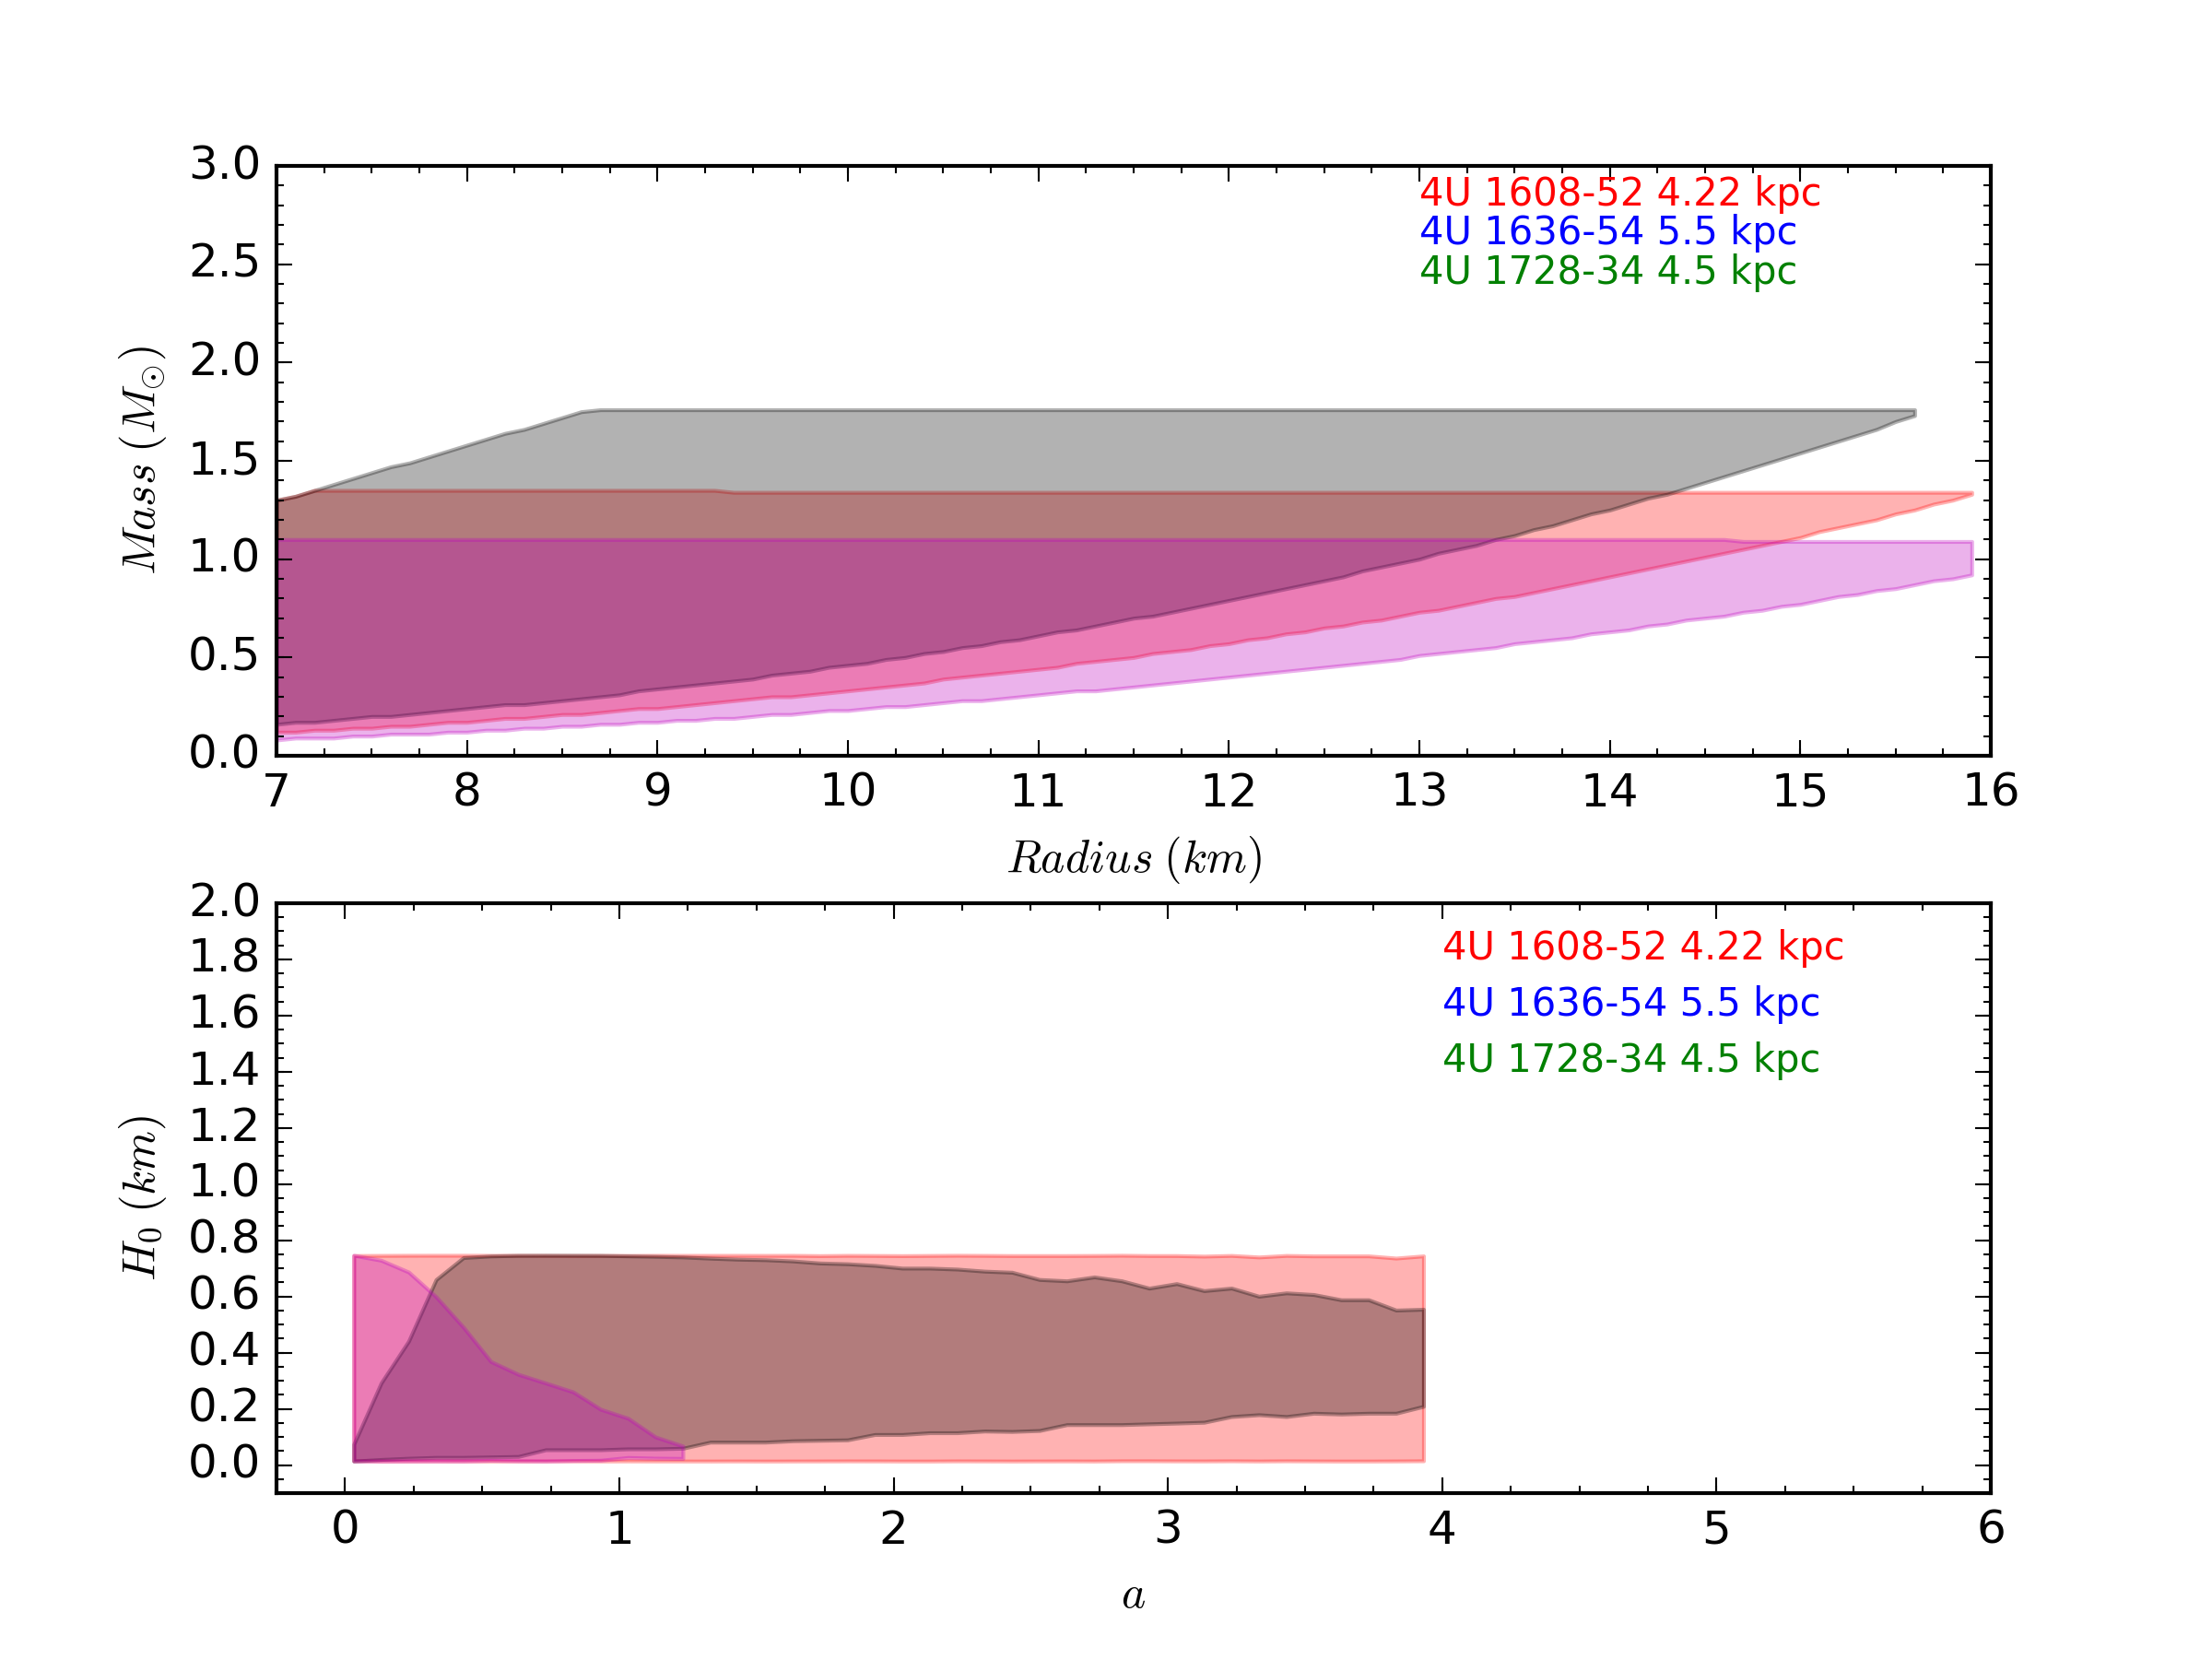 3.0
2.5
2.0
1.5
1.0
0.5
0.0
Mass (M⊙)
4U 1608-52 4.22 kpc
4U 1636-54 5.5 kpc
4U 1728-34 4.5 kpc
7 8 9 10 11 12 13 14 15 16
Radius (km)
2.0
1.8
1.6
1.4
1.2
1.0
0.8
0.6
0.4
0.2
0.0
H₀ (km)
4U 1608-52 4.22 kpc
4U 1636-54 5.5 kpc
4U 1728-34 4.5 kpc
0 1 2 3 4 5 6
a